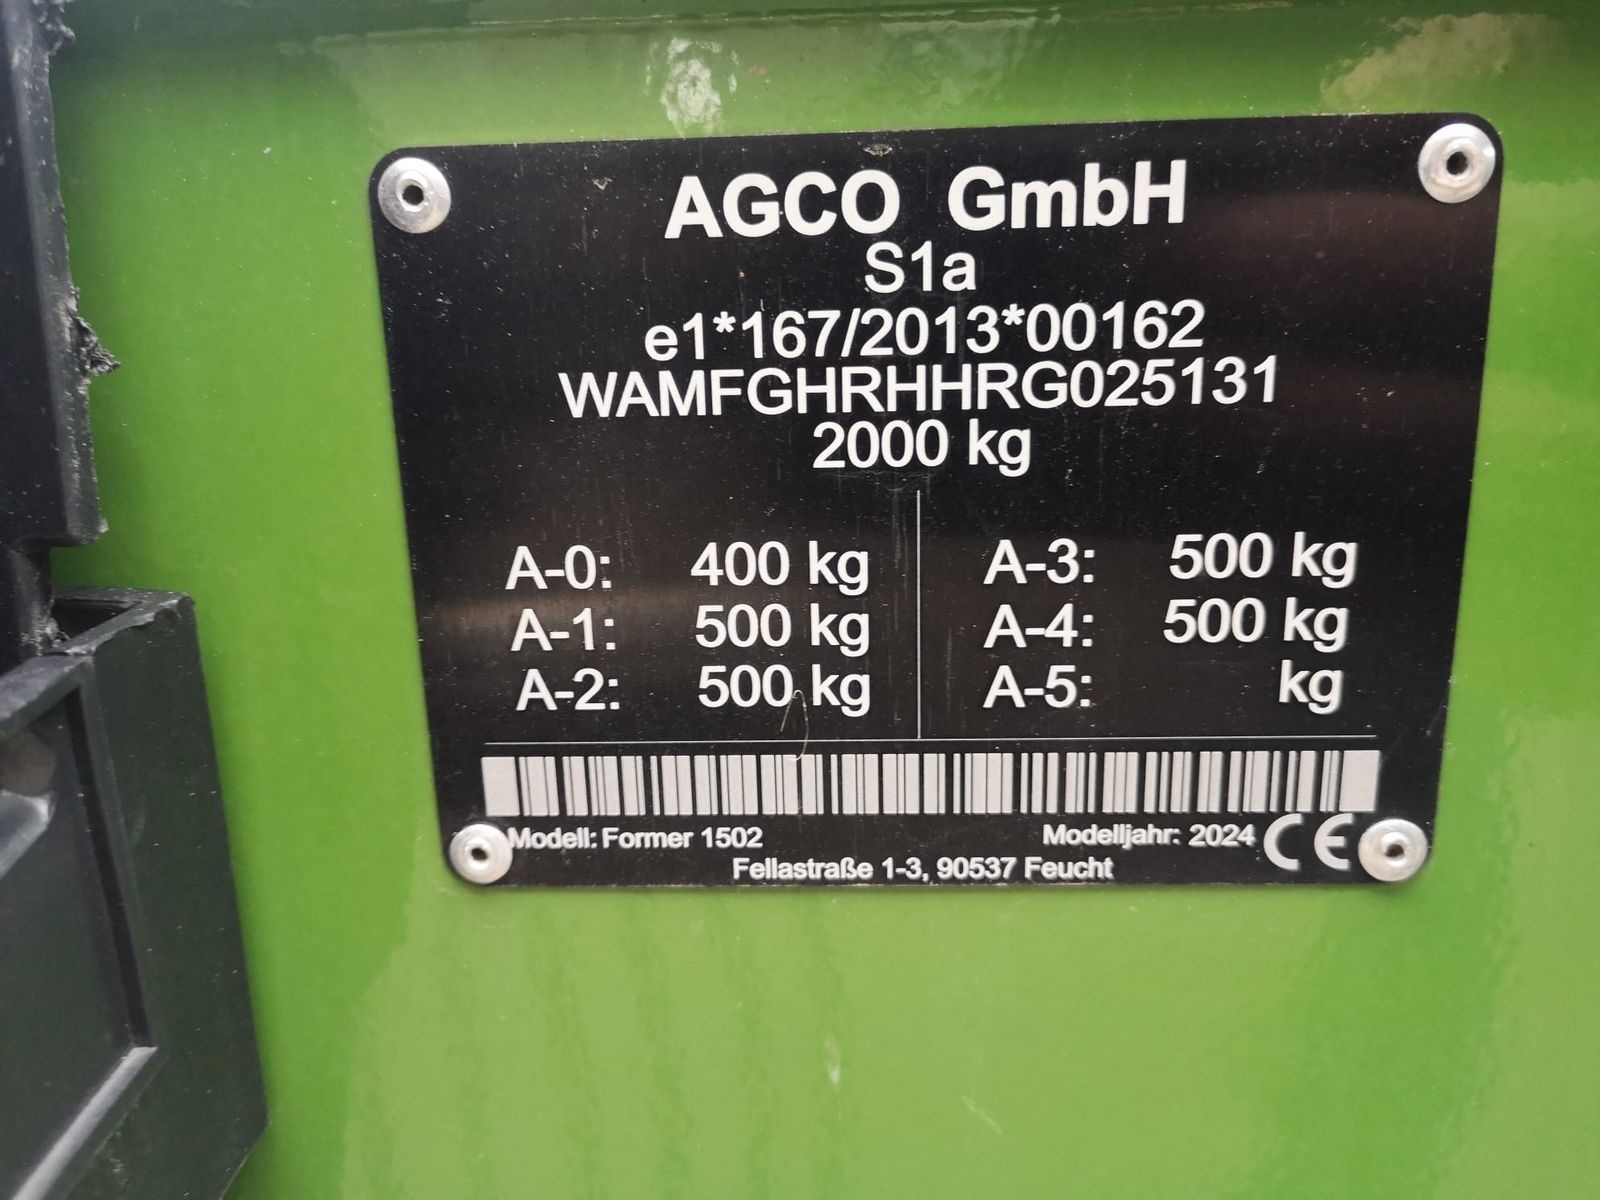 AGCO GmbH
S1a
e1*167/2013*00162
WAMFGHRHHRG025131
2000 kg
A-0: 400 kg
A-1: 500 kg
A-2: 500 kg
A-3: 500 kg
A-4: 500 kg
A-5: kg
Modell: Former 1502
Modelljahr: 2024 CE
Fellastraße 1-3, 90537 Feucht